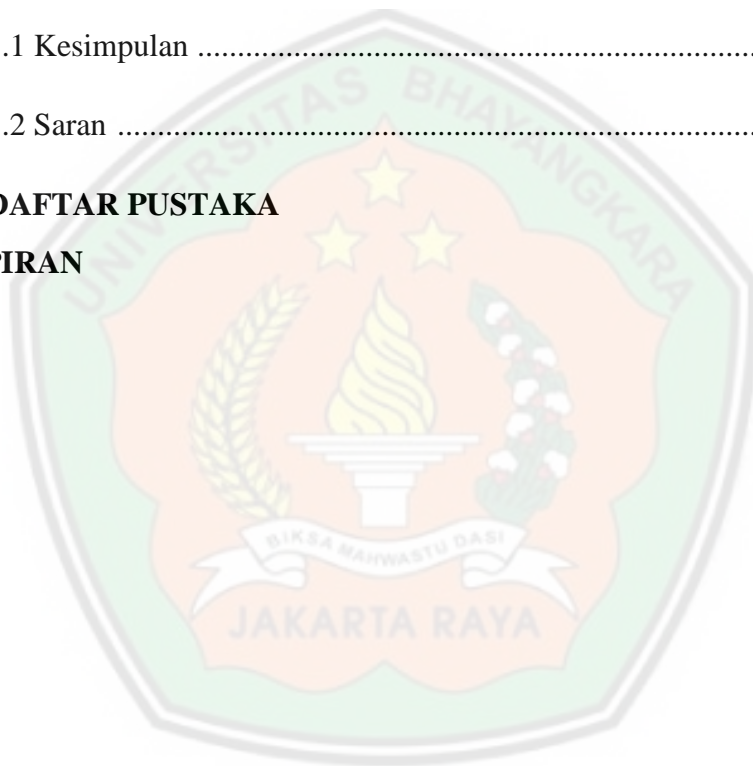 .1 Kesimpulan ......................................................................
.2 Saran ................................................................................
DAFTAR PUSTAKA
PIRAN
UNIVERSITAS BHAYANGKARA
BIKSA MAHWASTU DASI
JAKARTA RAYA